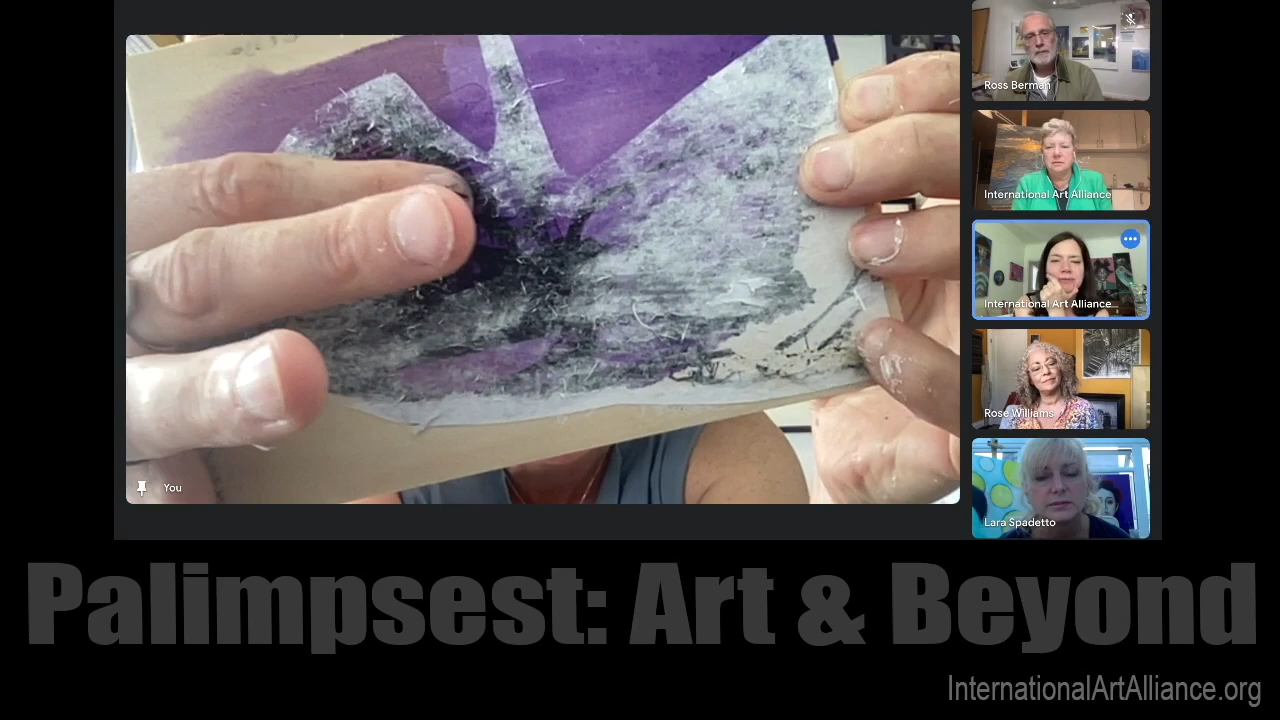 Ross Berman
International Art Alliance
International Art Alliance...
Rose Williams
Lara Spadetto
You
Palimpsest: Art & Beyond
InternationalArtAlliance.org